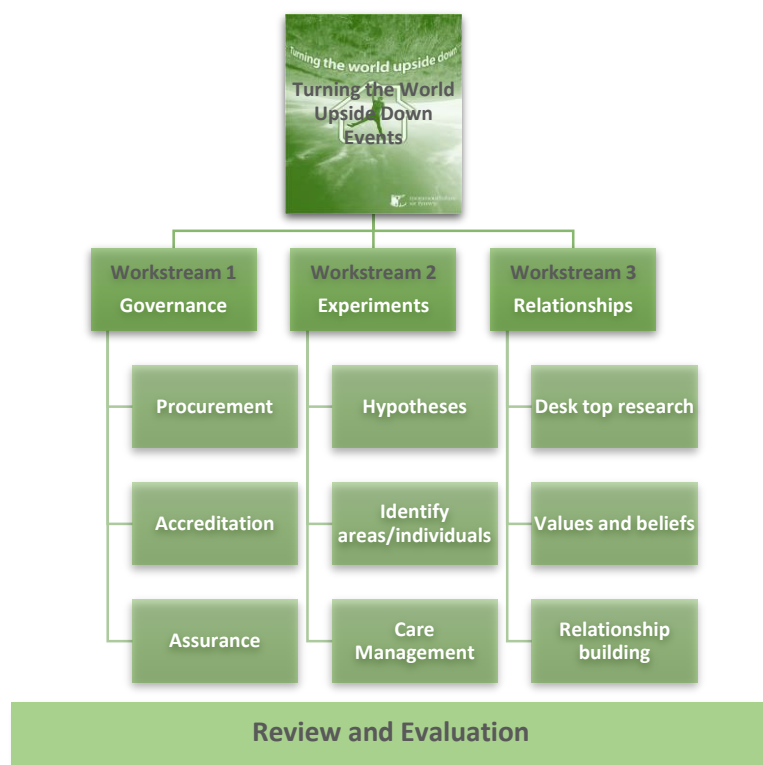 Turning the world upside down
Turning the World
Upside Down
Events
Workstream 1
Governance
Workstream 2
Experiments
Workstream 3
Relationships
Procurement
Hypotheses
Desk top research
Accreditation
Identify
areas/individuals
Values and beliefs
Assurance
Care
Management
Relationship
building
Review and Evaluation